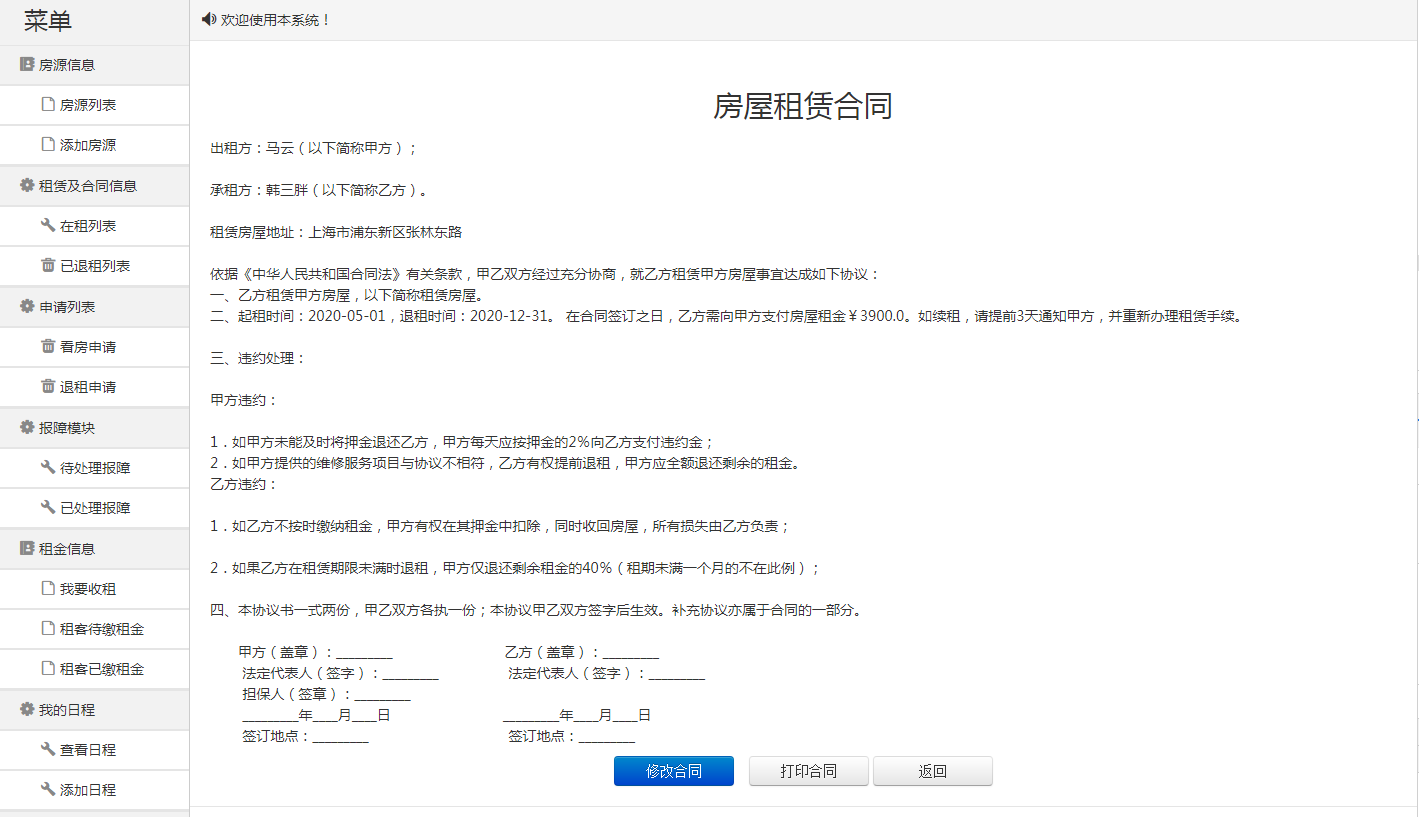 菜单
房源信息
房源列表
添加房源
租赁及合同信息
在租列表
已退租列表
申请列表
看房申请
退租申请
报障模块
待处理报障
已处理报障
租金信息
我要收租
租客待缴租金
租客已缴租金
我的日程
查看日程
添加日程
欢迎使用本系统！
房屋租赁合同
出租方：马云（以下简称甲方）；
承租方：韩三胖（以下简称乙方）。
租赁房屋地址：上海市浦东新区张林东路
依据《中华人民共和国合同法》有关条款，甲乙双方经过充分协商，就乙方租赁甲方房屋事宜达成如下协议：
一、乙方租赁甲方房屋，以下简称租赁房屋。
二、起租时间：2020-05-01，退租时间：2020-12-31。 在合同签订之日，乙方需向甲方支付房屋租金￥3900.0。如续租，请提前3天通知甲方，并重新办理租赁手续。
三、违约处理：
甲方违约：
1．如甲方未能及时将押金退还乙方，甲方每天应按押金的2%向乙方支付违约金；
2．如甲方提供的维修服务项目与协议不相符，乙方有权提前退租，甲方应全额退还剩余的租金。
乙方违约：
1．如乙方不按时缴纳租金，甲方有权在其押金中扣除，同时收回房屋，所有损失由乙方负责；
2．如果乙方在租赁期限未满时退租，甲方仅退还剩余租金的40%（租期未满一个月的不在此例）；
四、本协议书一式两份，甲乙双方各执一份；本协议甲乙双方签字后生效。补充协议亦属于合同的一部分。
甲方（盖章）：________ 乙方（盖章）：________
法定代表人（签字）：________ 法定代表人（签字）：________
担保人（签章）：________
________年____月____日 ________年____月____日
签订地点：________ 签订地点：________
修改合同 打印合同 返回